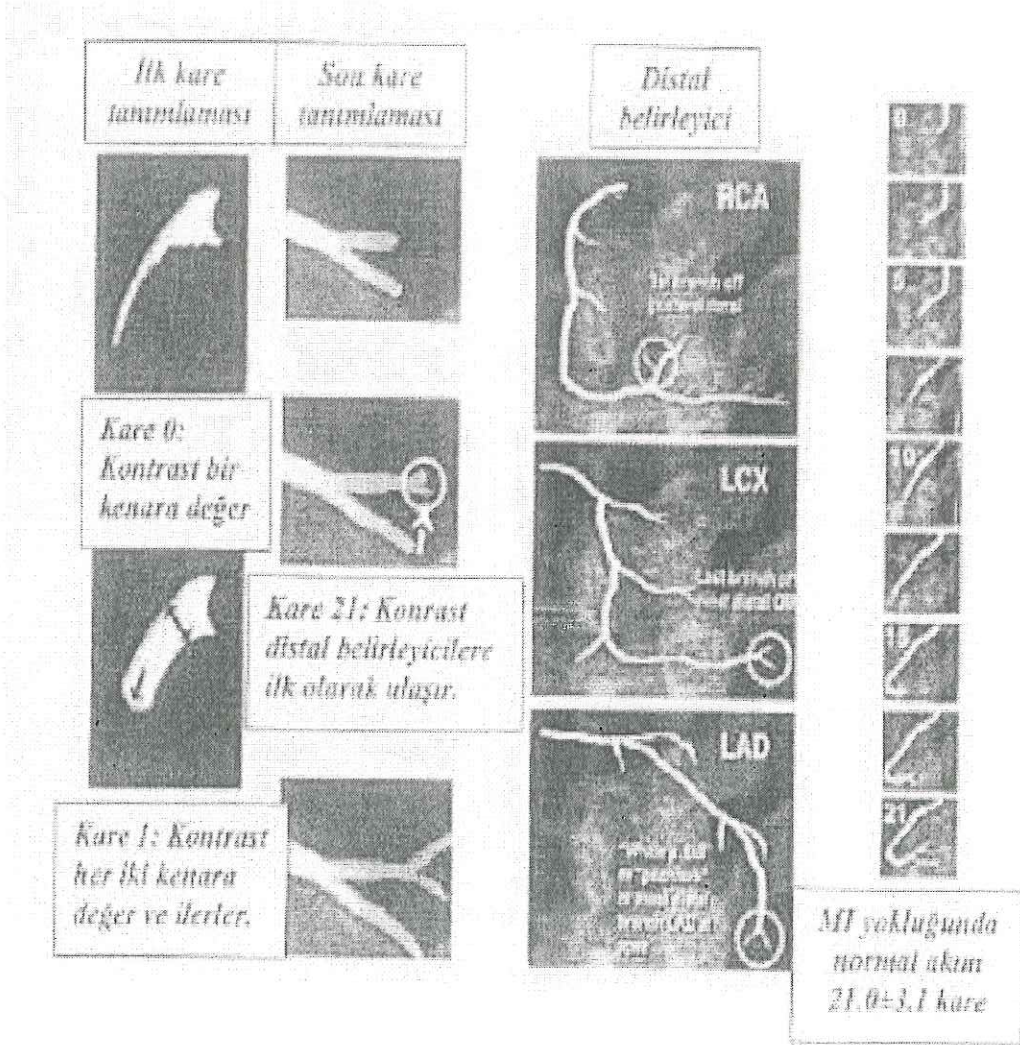 İlk kare
tanımlaması
Son kare
tanımlaması
Distal
belirleyici
Kare 0:
Kontrast bir
kenara değer
Kare 21: Konrast
distal belirleyicilere
ilk olarak ulaşır.
Kare 1: Kontrast
her iki kenara
değer ve ilerler.
RCA
LCX
LAD
0
5
10
15
21
MI yokluğunda
normal akım
21.0±3.1 kare